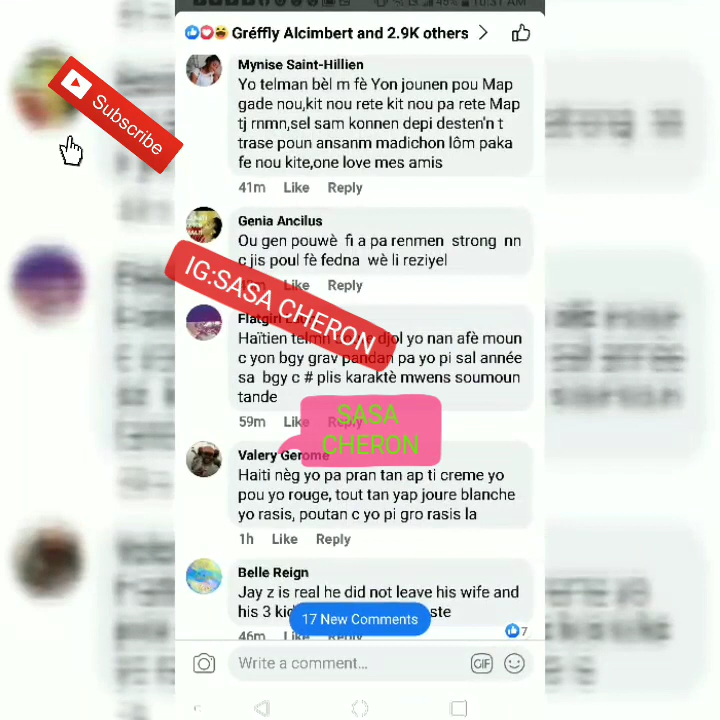 Gréffly Alcimbert and 2.9K others
Mynise Saint-Hillien
Yo telman bèl m fè Yon jounen pou Map
gade nou,kit nou rete kit nou pa rete Map
tj rnmn,sel sam konnen depi desten'n t
trase poun ansanm madichon lôm paka
fe nou kite,one love mes amis
41m Like Reply
Genia Ancilus
Ou gen pouwè fi a pa renmen strong nn
c jis poul fè fedna wè li reziyel
Like Reply
Flatgirl
Haïtien telmn djol yo nan afè moun
c yon bgy grav pandan pa yo pi sal année
sa bgy c # plis karaktè mwens soumoun
tande
59m Like Reply
Valery Gerome
Haiti nèg yo pa pran tan ap ti creme yo
pou yo rouge, tout tan yap joure blanche
yo rasis, poutan c yo pi gro rasis la
1h Like Reply
Belle Reign
Jay z is real he did not leave his wife and
his 3 ste
46m Like Reply
7
17 New Comments
Write a comment...
GIF
Subscribe
IG:SASA CHERON
SASA
CHERON